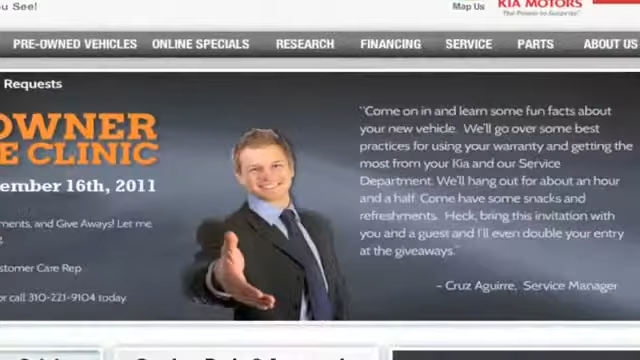 u See!
Map Us
KIA MOTORS
The Power to Surprise
PRE-OWNED VEHICLES ONLINE SPECIALS RESEARCH FINANCING SERVICE PARTS ABOUT US
Requests
OWNER
E CLINIC
ember 16th, 2011
ments, and Give Aways! Let me
stomer Care Rep
or call 310-221-9104 today.
"Come on in and learn some fun facts about
your new vehicle. We'll go over some best
practices for using your warranty and getting the
most from your Kia and our Service
Department. We'll hang out for about an hour
and a half. Come have some snacks and
refreshments. Heck, bring this invitation with
you and a guest and I'll even double your entry
at the giveaways."
- Cruz Aguirre, Service Manager